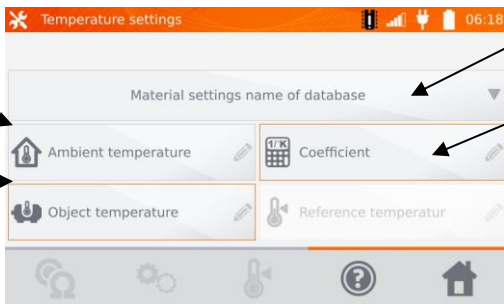 Temperature settings 06:18
Material settings name of database
Ambient temperature
1/°K Coefficient
Object temperature
Reference temperatur
Ω
?